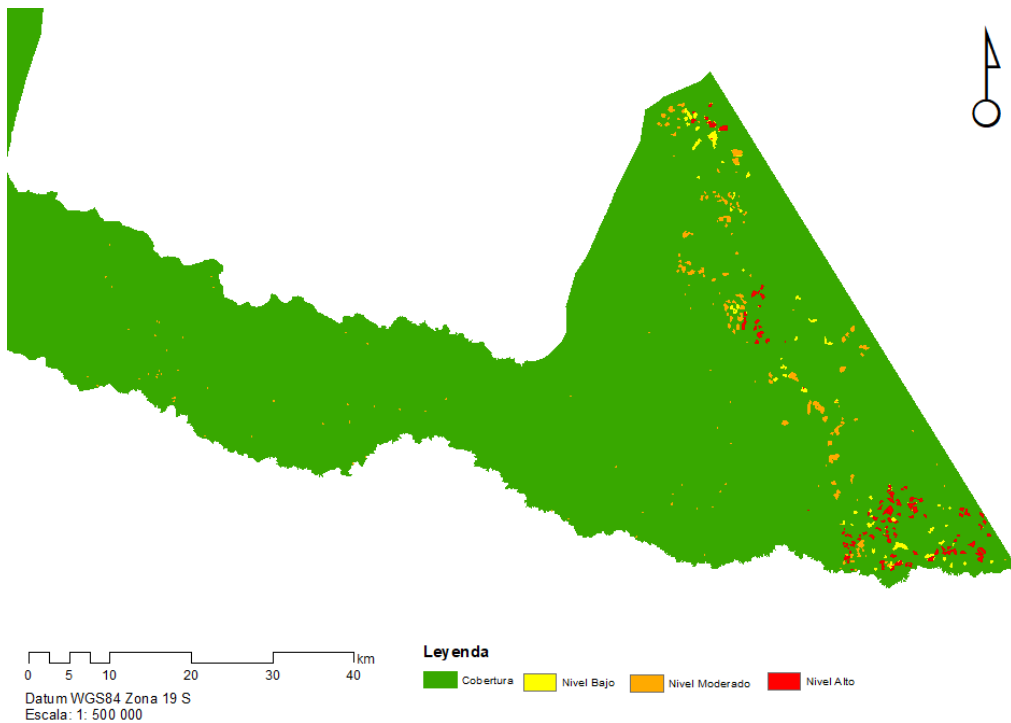 km
0 5 10 20 30 40
Datum WGS84 Zona 19 S
Escala: 1: 500 000
Leyenda
Cobertura Nivel Bajo Nivel Moderado Nivel Alto